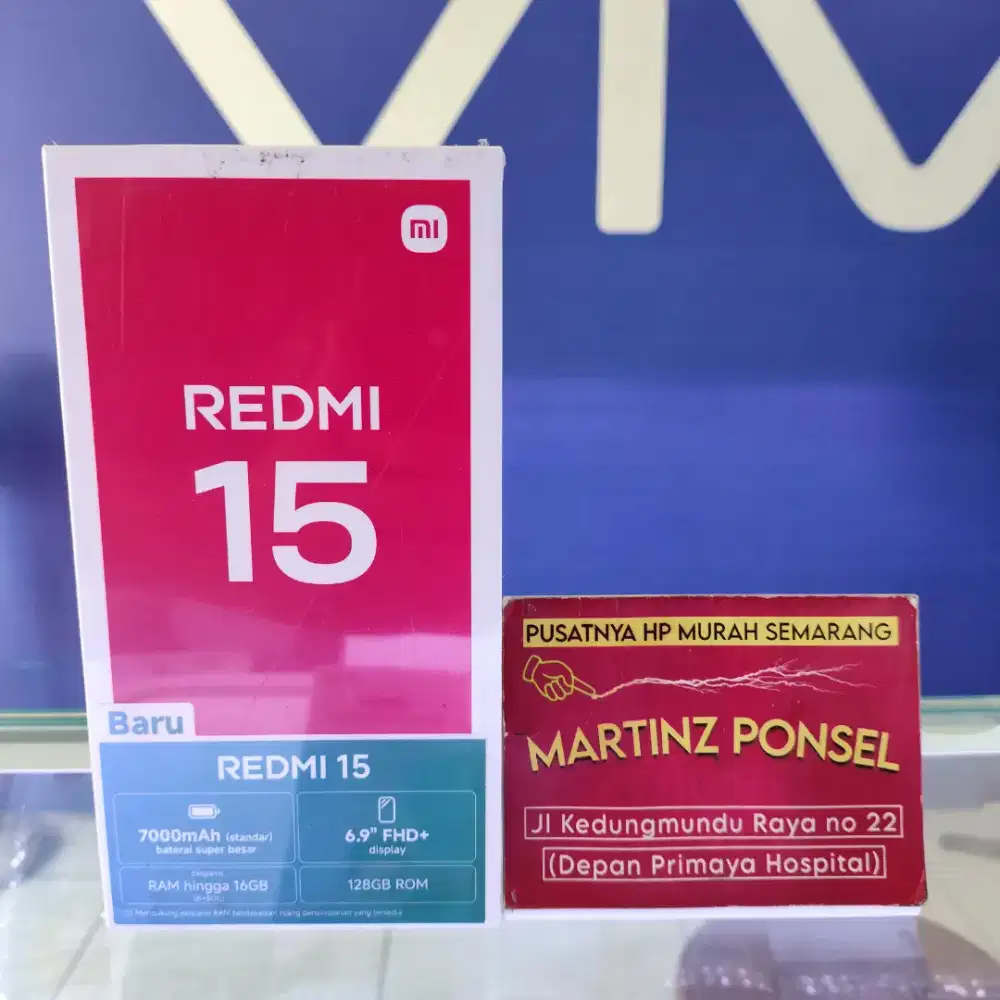 mi
REDMI
15
Baru
REDMI 15
7000mAh (standar)
baterai super besar
6.9" FHD+
display
RAM hingga 16GB
128GB ROM
PUSATNYA HP MURAH SEMARANG
MARTINZ PONSEL
Jl Kedungmundu Raya no 22
(Depan Primaya Hospital)